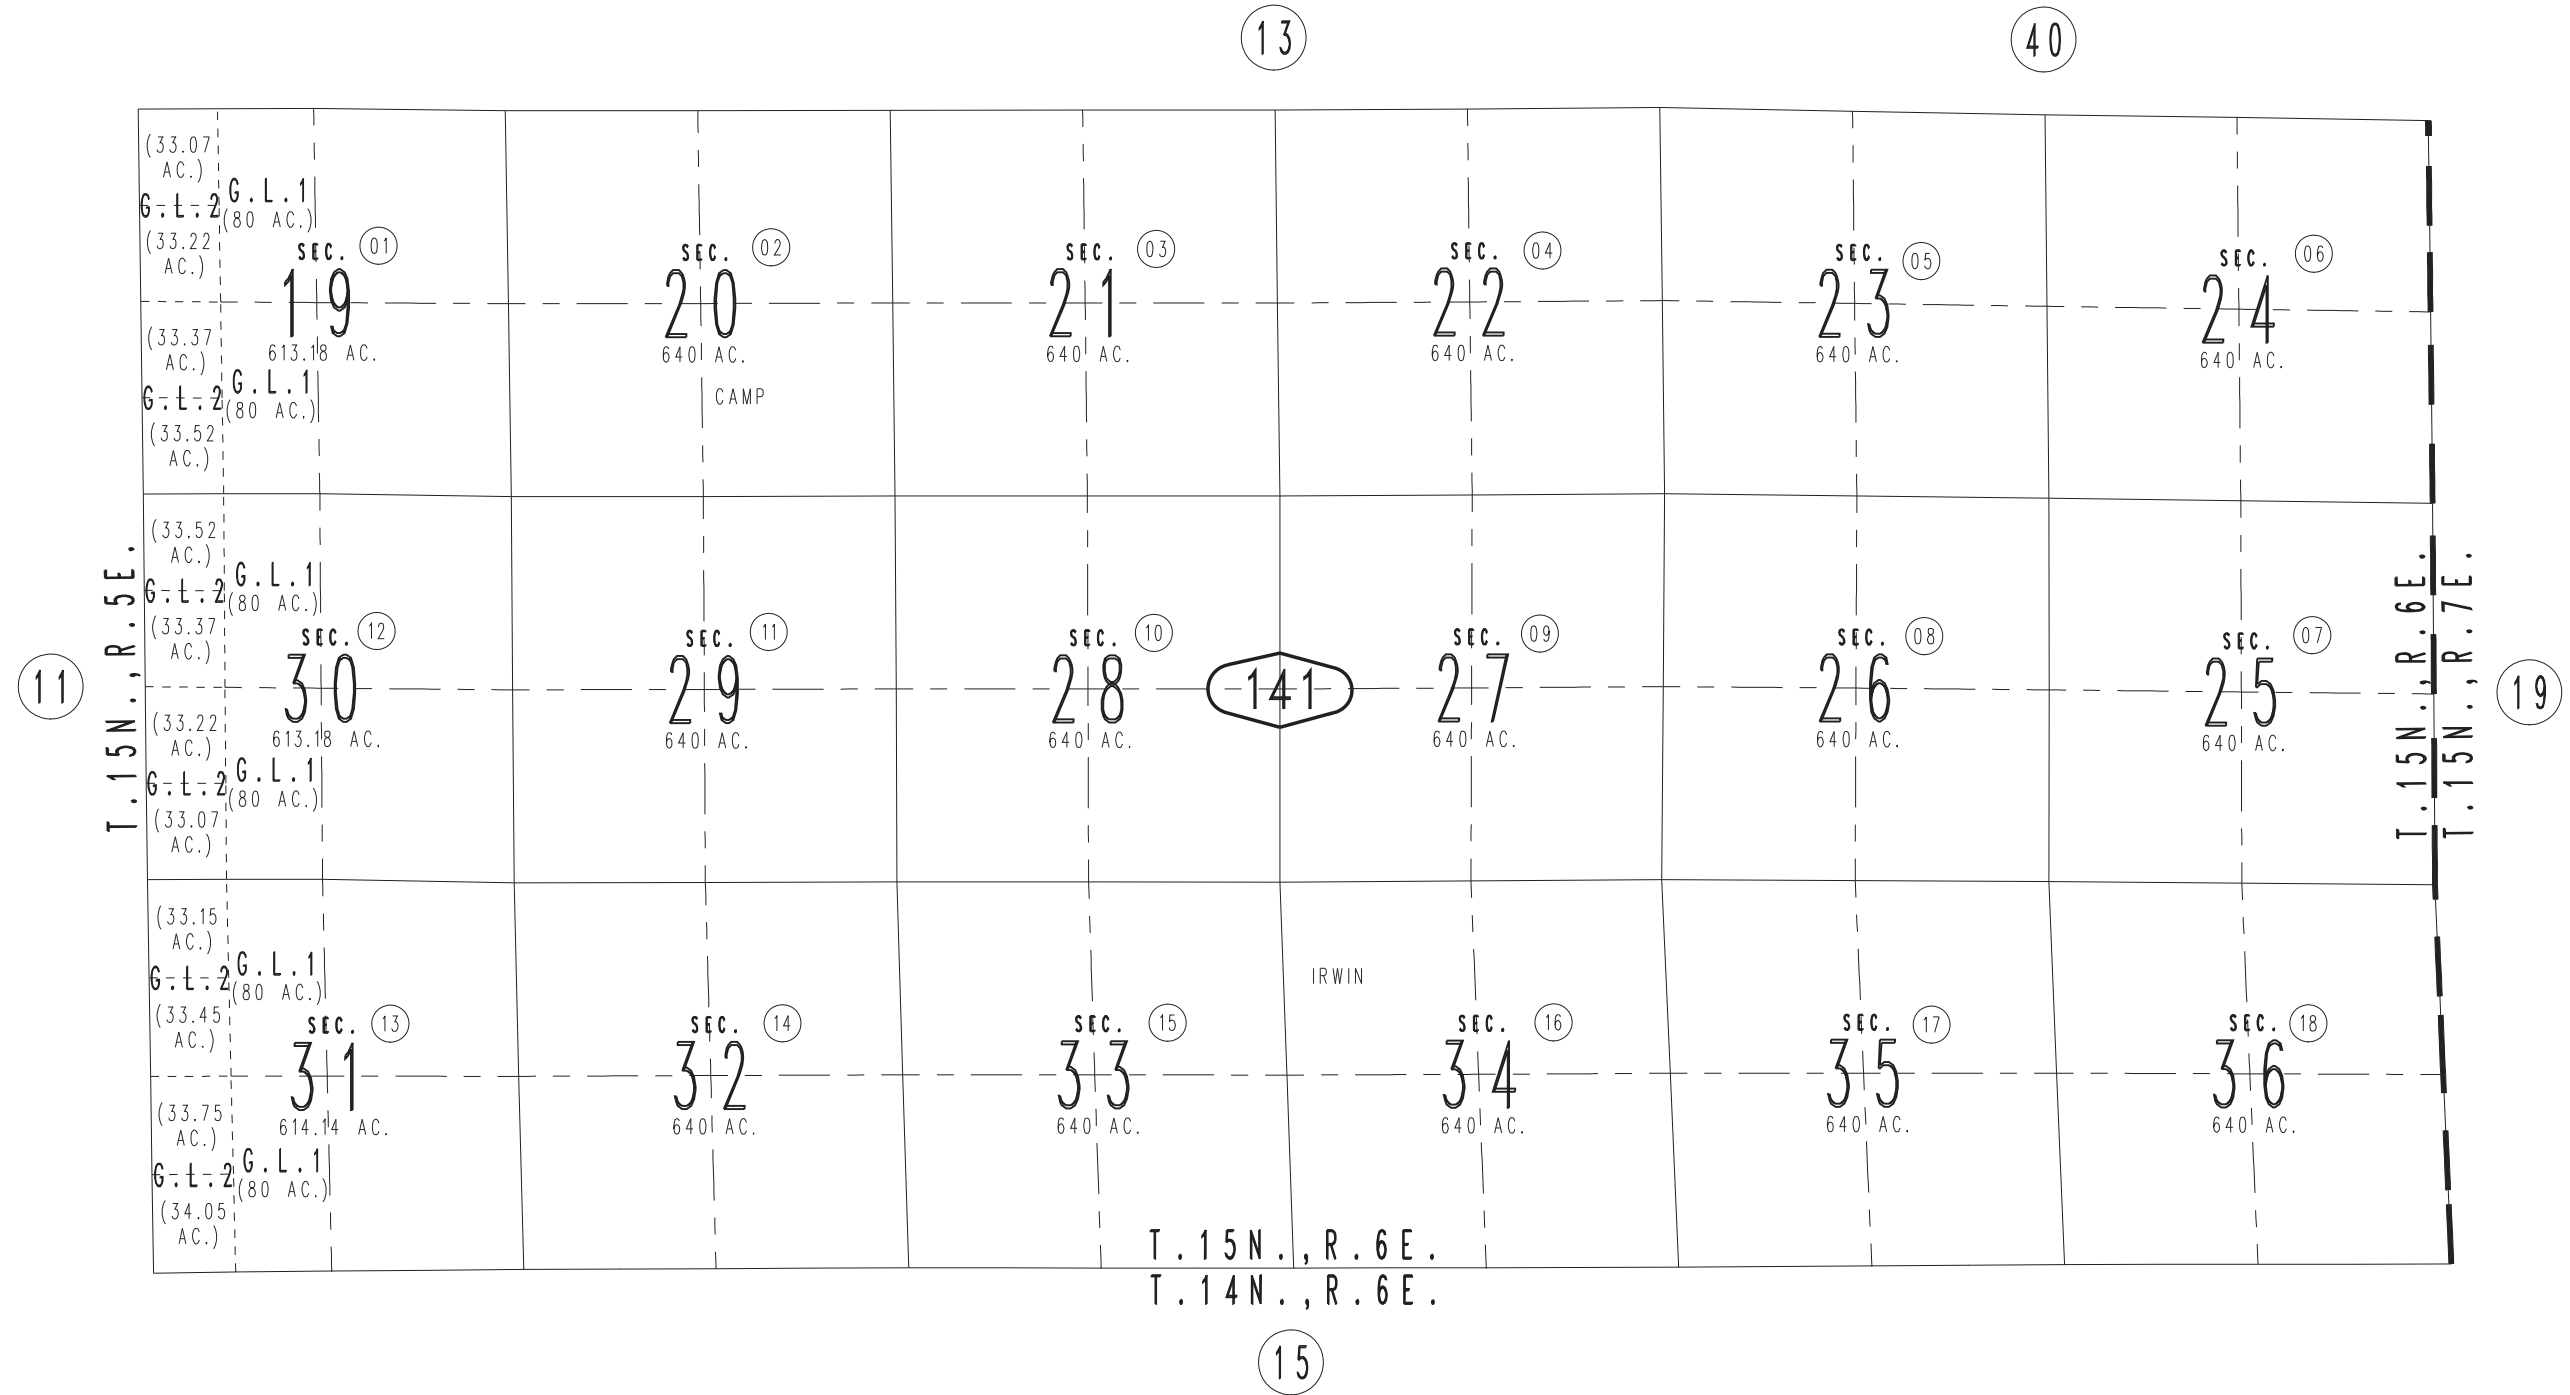 13
40
(33.07
AC.)
G.L.2
(33.22
AC.)
G.L.1
(80 AC.)
SEC. 01
19
613.18 AC.
(33.37
AC.)
G.L.2
(33.52
AC.)
G.L.1
(80 AC.)
SEC. 02
20
640 AC.
CAMP
SEC. 03
21
640 AC.
SEC. 04
22
640 AC.
SEC. 05
23
640 AC.
SEC. 06
24
640 AC.
11
T.15N.,R.5E.
(33.52
AC.)
G.L.2
(33.37
AC.)
G.L.1
(80 AC.)
SEC. 12
30
613.18 AC.
(33.22
AC.)
G.L.2
(33.07
AC.)
G.L.1
(80 AC.)
SEC. 11
29
640 AC.
SEC. 10
28
640 AC.
141
SEC. 09
27
640 AC.
SEC. 08
26
640 AC.
SEC. 07
25
640 AC.
T.15N.,R.6E.
T.15N.,R.7E.
19
(33.15
AC.)
G.L.2
(33.45
AC.)
G.L.1
(80 AC.)
SEC. 13
31
614.14 AC.
(33.75
AC.)
G.L.2
(34.05
AC.)
G.L.1
(80 AC.)
SEC. 14
32
640 AC.
SEC. 15
33
640 AC.
IRWIN
SEC. 16
34
640 AC.
SEC. 17
35
640 AC.
SEC. 18
36
640 AC.
T.15N.,R.6E.
T.14N.,R.6E.
15